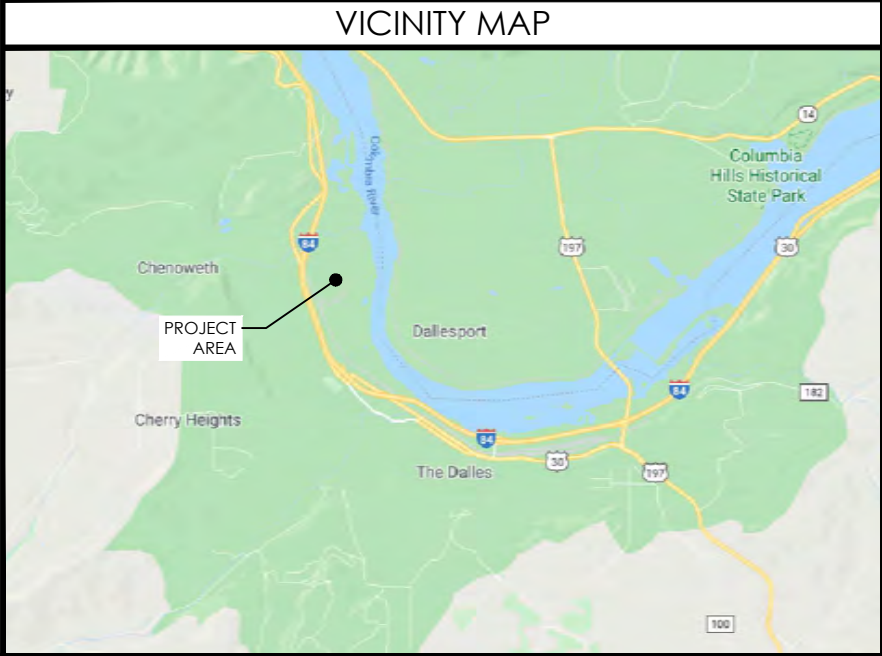 VICINITY MAP
y
14
Columbia
Hills Historical
State Park
Columbia River
84
197
30
Chenoweth
PROJECT
AREA
Dallesport
84
182
Cherry Heights
84
30
The Dalles
197
100